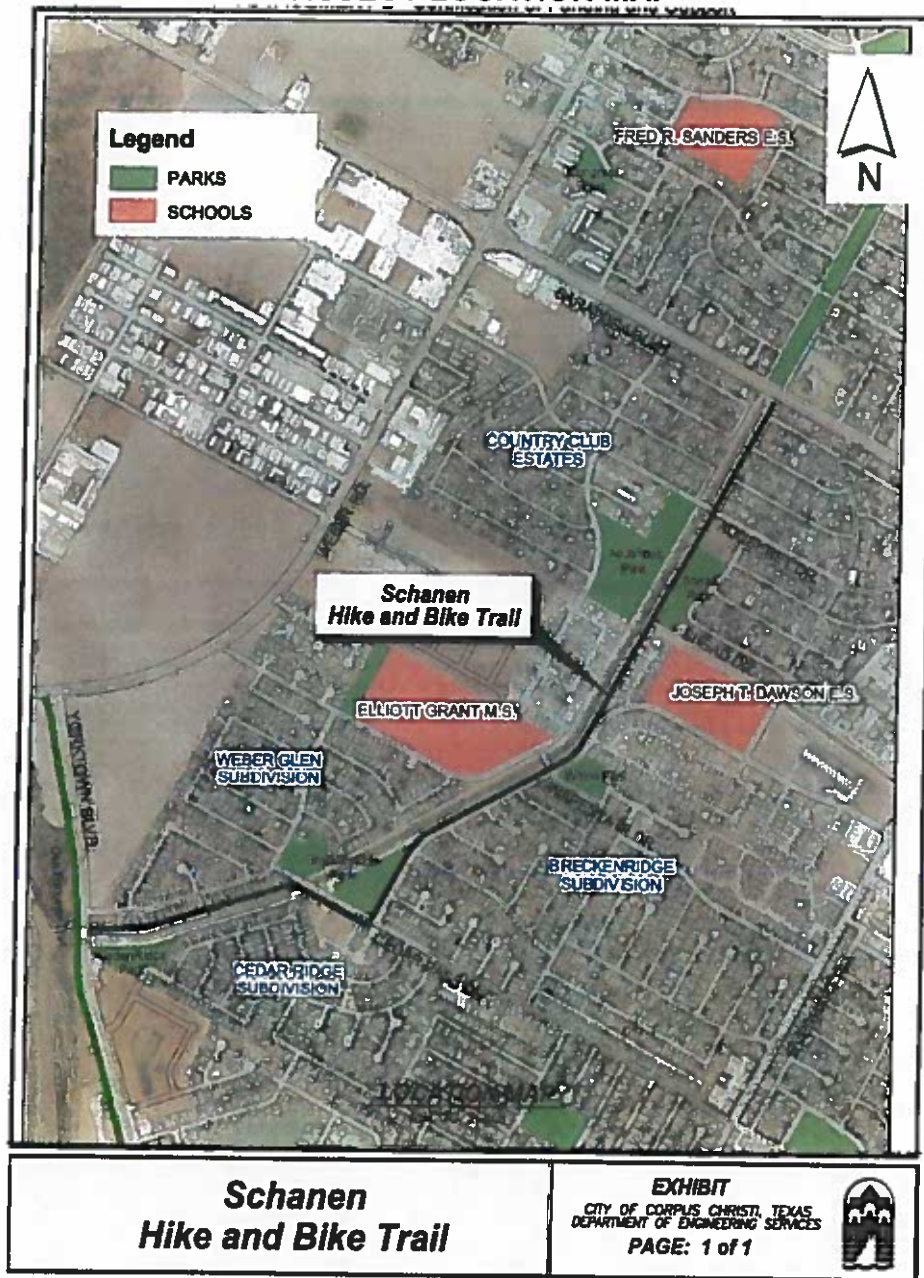 Legend
PARKS
SCHOOLS
FRED R. SANDERS E.S.
N
COUNTRY CLUB
ESTATES
Schanen
Hike and Bike Trail
ELLIOTT GRANT M.S.
JOSEPH T. DAWSON E.S.
WEBER GLEN
SUBDIVISION
YORKTOWN BLVD
BRECKENRIDGE
SUBDIVISION
CEDAR RIDGE
SUBDIVISION
LOCATION MAP
Schanen
Hike and Bike Trail
EXHIBIT
CITY OF CORPUS CHRISTI, TEXAS
DEPARTMENT OF ENGINEERING SERVICES
PAGE: 1 of 1